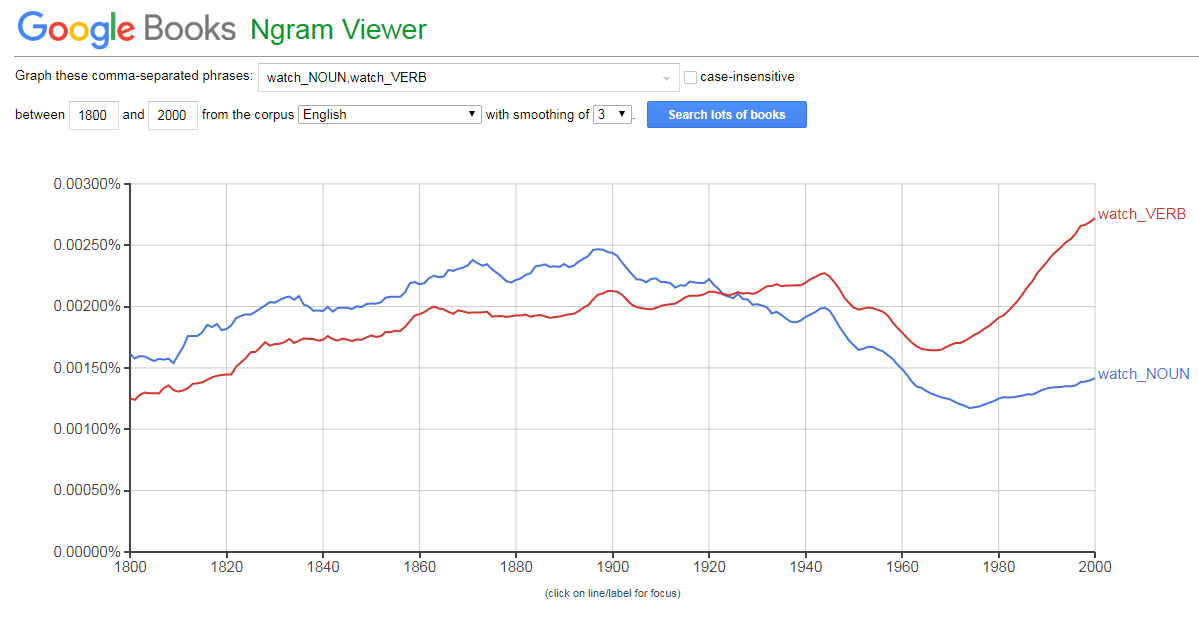 Google Books Ngram Viewer
Graph these comma-separated phrases: watch_NOUN,watch_VERB case-insensitive
between 1800 and 2000 from the corpus English with smoothing of 3 . Search lots of books
0.00300%
watch_VERB
0.00250%
0.00200%
0.00150%
watch_NOUN
0.00100%
0.00050%
0.00000%
1800 1820 1840 1860 1880 1900 1920 1940 1960 1980 2000
(click on line/label for focus)